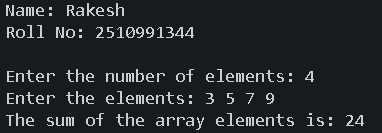 Name: Rakesh
Roll No: 2510991344
Enter the number of elements: 4
Enter the elements: 3 5 7 9
The sum of the array elements is: 24